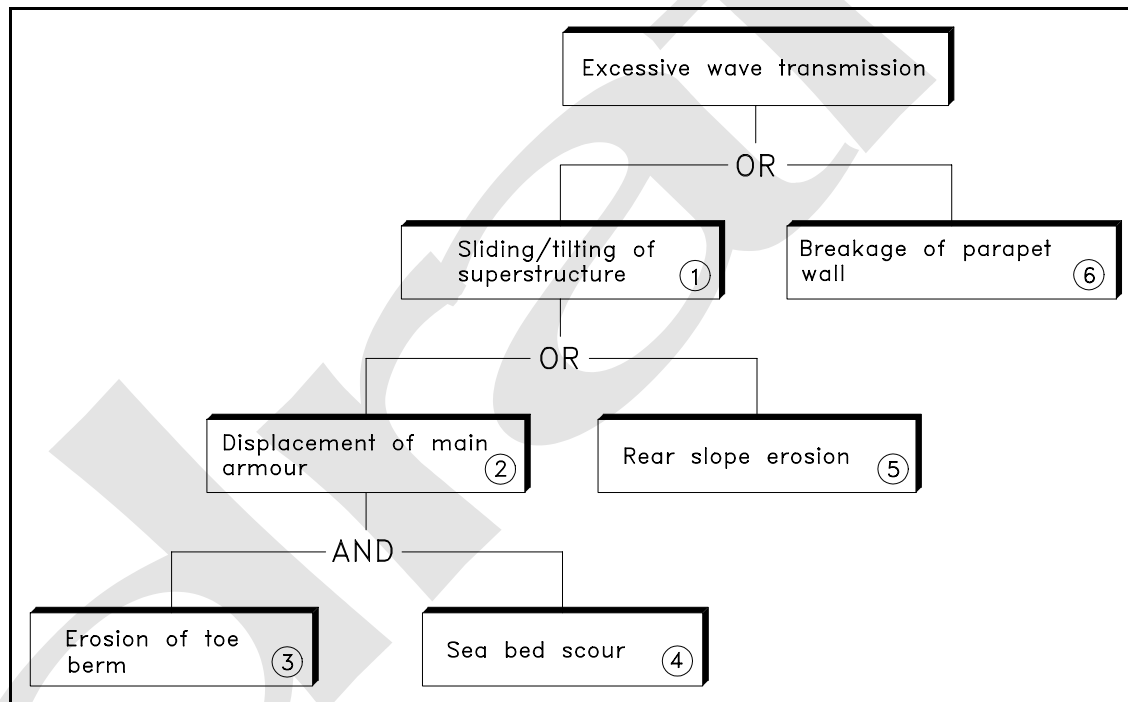 Excessive wave transmission
OR
Sliding/tilting of
superstructure
1
Breakage of parapet
wall
6
OR
Displacement of main
armour
2
Rear slope erosion
5
AND
Erosion of toe
berm
3
Sea bed scour
4